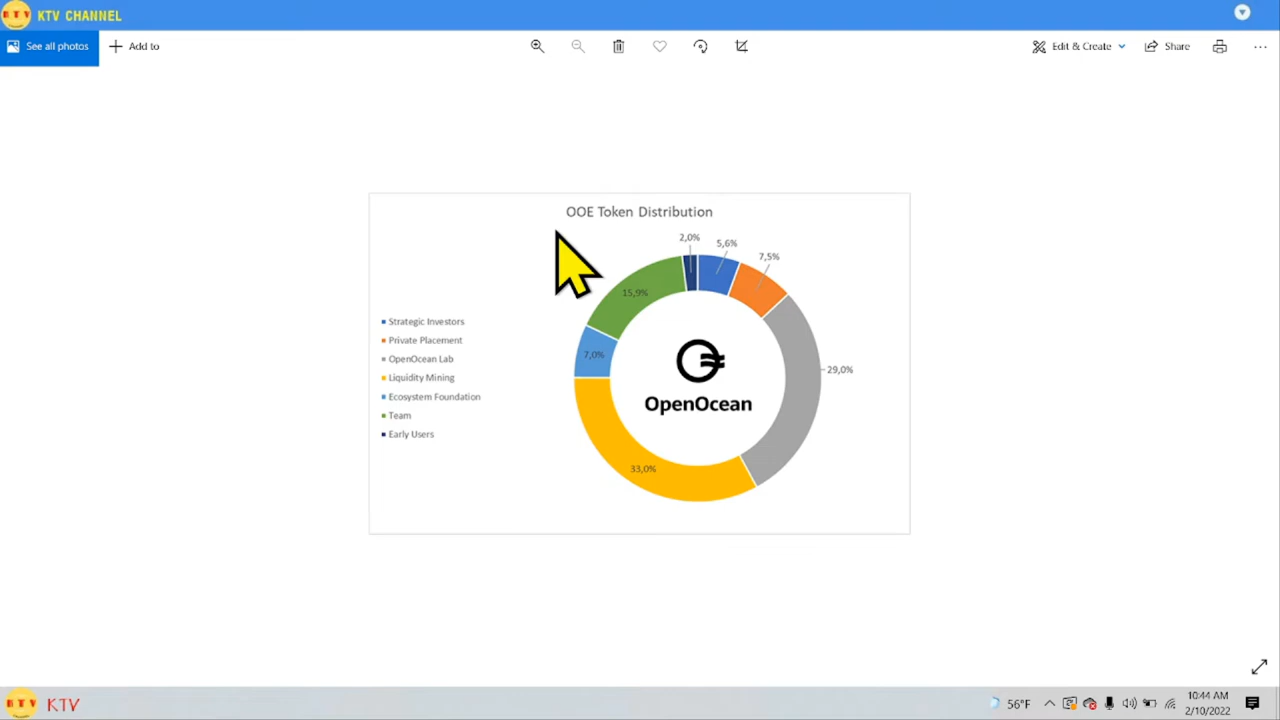 KTV CHANNEL
See all photos
Add to
Edit & Create
Share
OOE Token Distribution
2,0%
5,6%
7,5%
15,9%
Strategic Investors
Private Placement
OpenOcean Lab
Liquidity Mining
Ecosystem Foundation
Team
Early Users
7,0%
29,0%
OpenOcean
33,0%
KTV
56°F
10:44 AM
2/10/2022